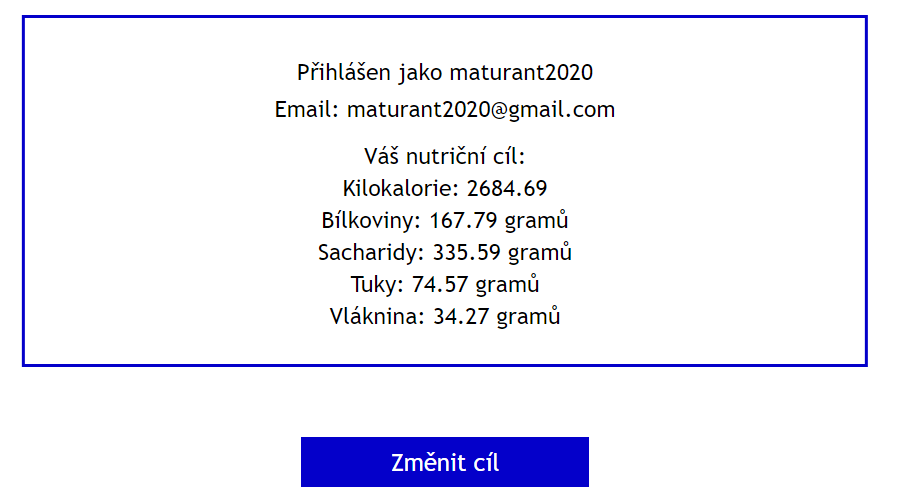 Přihlášen jako maturant2020
Email: maturant2020@gmail.com
Váš nutriční cíl:
Kilokalorie: 2684.69
Bílkoviny: 167.79 gramů
Sacharidy: 335.59 gramů
Tuky: 74.57 gramů
Vláknina: 34.27 gramů
Změnit cíl